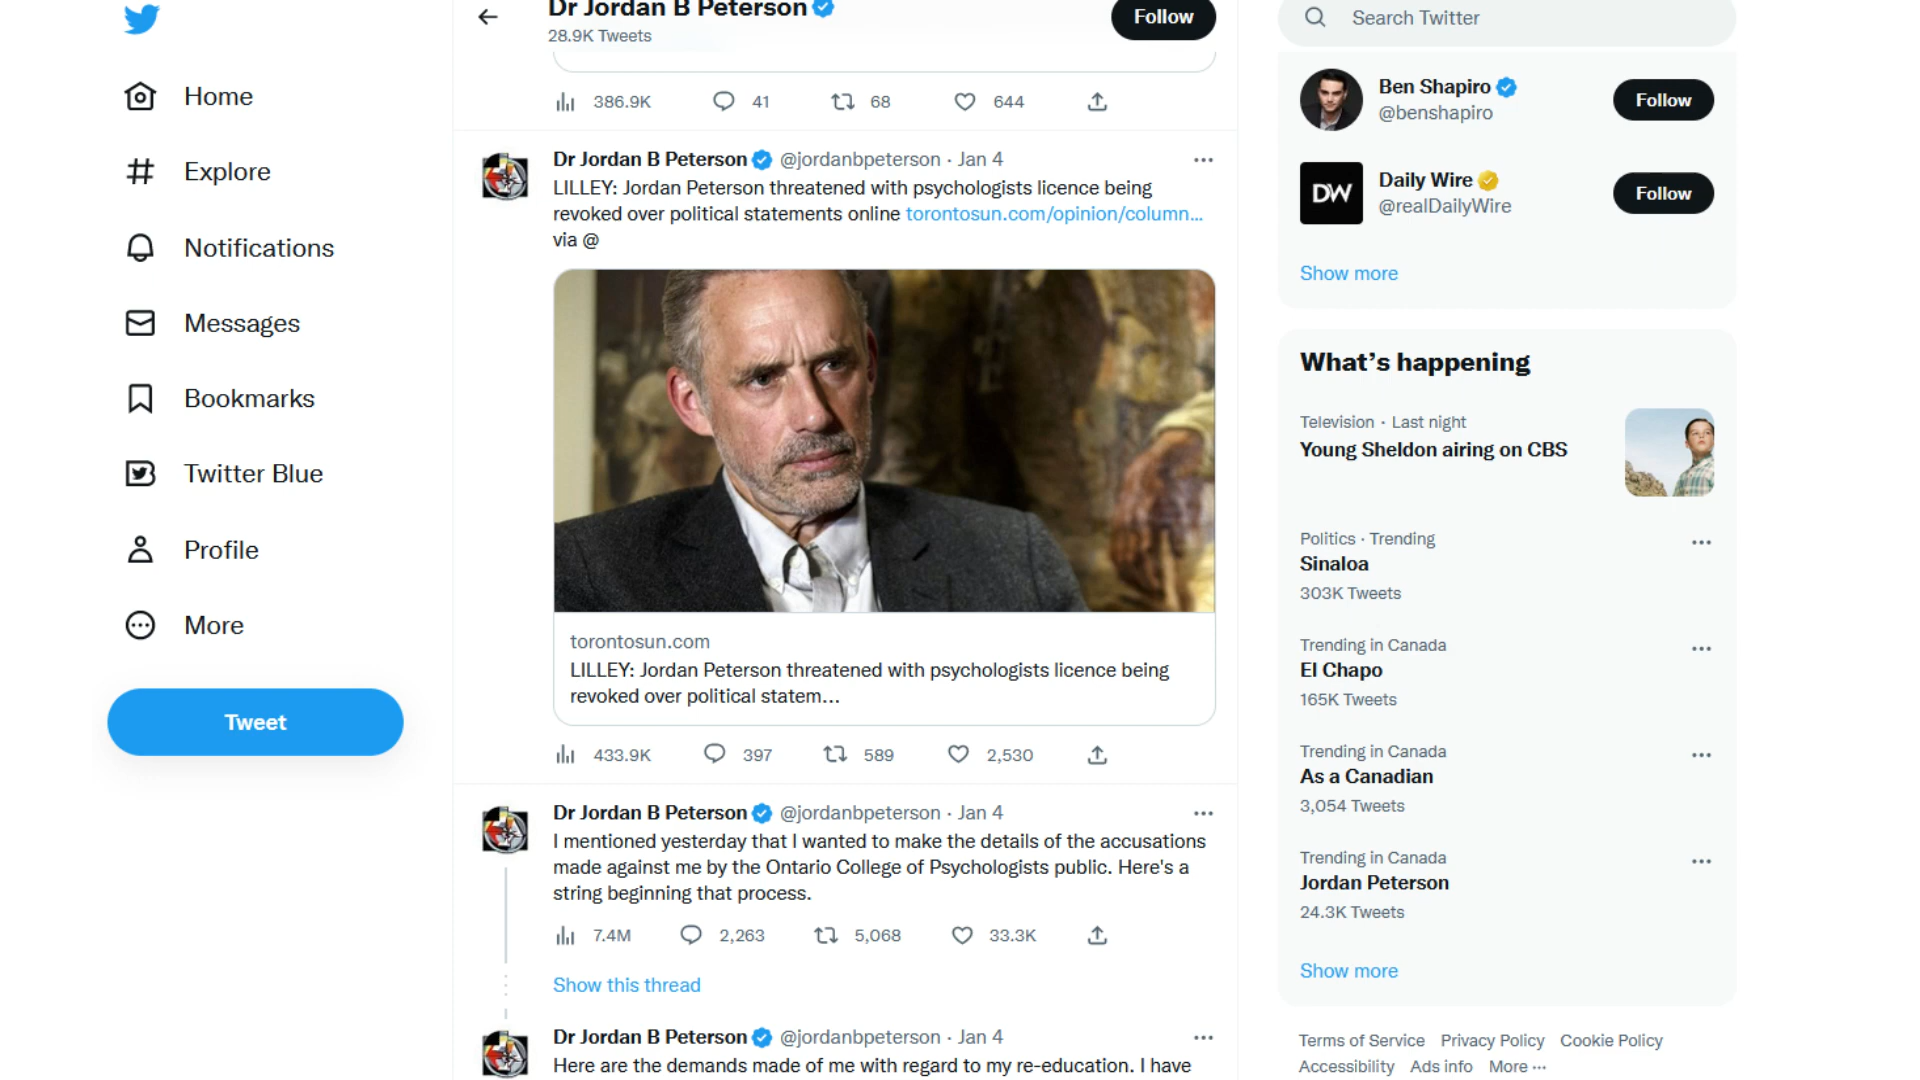 Home
Explore
Notifications
Messages
Bookmarks
Twitter Blue
Profile
More
Tweet
Dr Jordan B Peterson
28.9K Tweets
Follow
386.9K 41 68 644
Dr Jordan B Peterson @jordanbpeterson · Jan 4
LILLEY: Jordan Peterson threatened with psychologists licence being
revoked over political statements online torontosun.com/opinion/column...
via @
torontosun.com
LILLEY: Jordan Peterson threatened with psychologists licence being
revoked over political statem...
433.9K 397 589 2,530
Dr Jordan B Peterson @jordanbpeterson · Jan 4
I mentioned yesterday that I wanted to make the details of the accusations
made against me by the Ontario College of Psychologists public. Here's a
string beginning that process.
7.4M 2,263 5,068 33.3K
Show this thread
Dr Jordan B Peterson @jordanbpeterson · Jan 4
Here are the demands made of me with regard to my re-education. I have
Search Twitter
Ben Shapiro
@benshapiro
Follow
DW
Daily Wire
@realDailyWire
Follow
Show more
What's happening
Television · Last night
Young Sheldon airing on CBS
Politics · Trending
Sinaloa
303K Tweets
Trending in Canada
El Chapo
165K Tweets
Trending in Canada
As a Canadian
3,054 Tweets
Trending in Canada
Jordan Peterson
24.3K Tweets
Show more
Terms of Service Privacy Policy Cookie Policy
Accessibility Ads info More ···